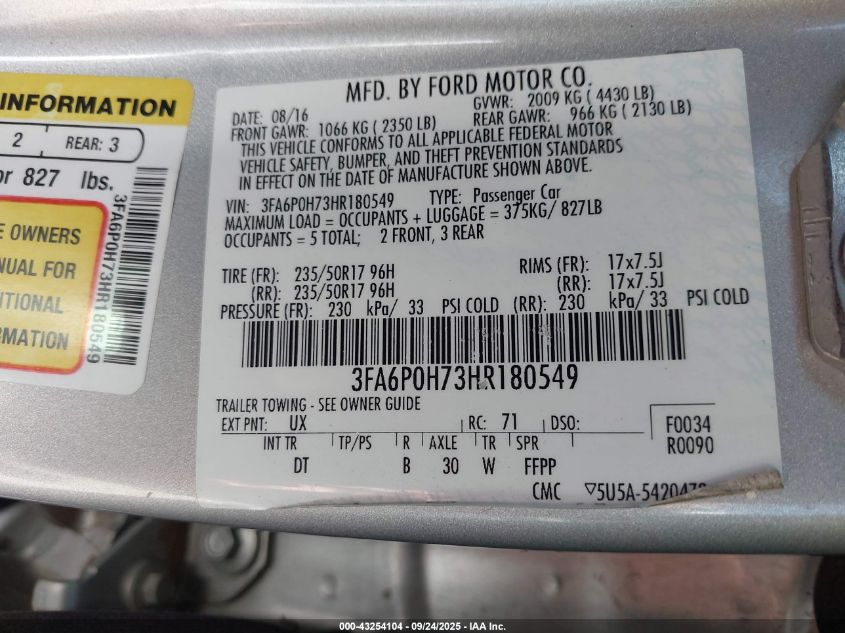 INFORMATION
2 REAR: 3
or 827 lbs.
OWNERS
FOR
3FA6P0H73HR180549
MFD. BY FORD MOTOR CO.
DATE: 08/16 GVWR: 2009 KG (4430 LB)
FRONT GAWR: 1066 KG (2350 LB) REAR GAWR: 966 KG (2130 LB)
THIS VEHICLE CONFORMS TO ALL APPLICABLE FEDERAL MOTOR
VEHICLE SAFETY, BUMPER, AND THEFT PREVENTION STANDARDS
IN EFFECT ON THE DATE OF MANUFACTURE SHOWN ABOVE.
VIN: 3FA6P0H73HR180549 TYPE: Passenger Car
MAXIMUM LOAD = OCCUPANTS + LUGGAGE = 375KG/ 827LB
OCCUPANTS = 5 TOTAL; 2 FRONT, 3 REAR
TIRE (FR): 235/50R17 96H RIMS (FR): 17x7.5J
(RR): 235/50R17 96H (RR): 17x7.5J
PRESSURE (FR): 230 kPa/ 33 PSI COLD (RR): 230 kPa/ 33 PSI COLD
3FA6P0H73HR180549
TRAILER TOWING - SEE OWNER GUIDE
EXT PNT: UX RC: 71 DSO: F0034
R0090
INT TR TP/PS R AXLE TR SPR
DT B 30 W FFPP
CMC ▽5U5A-5420472
000-43254104 - 09/24/2025 - IAA Inc.